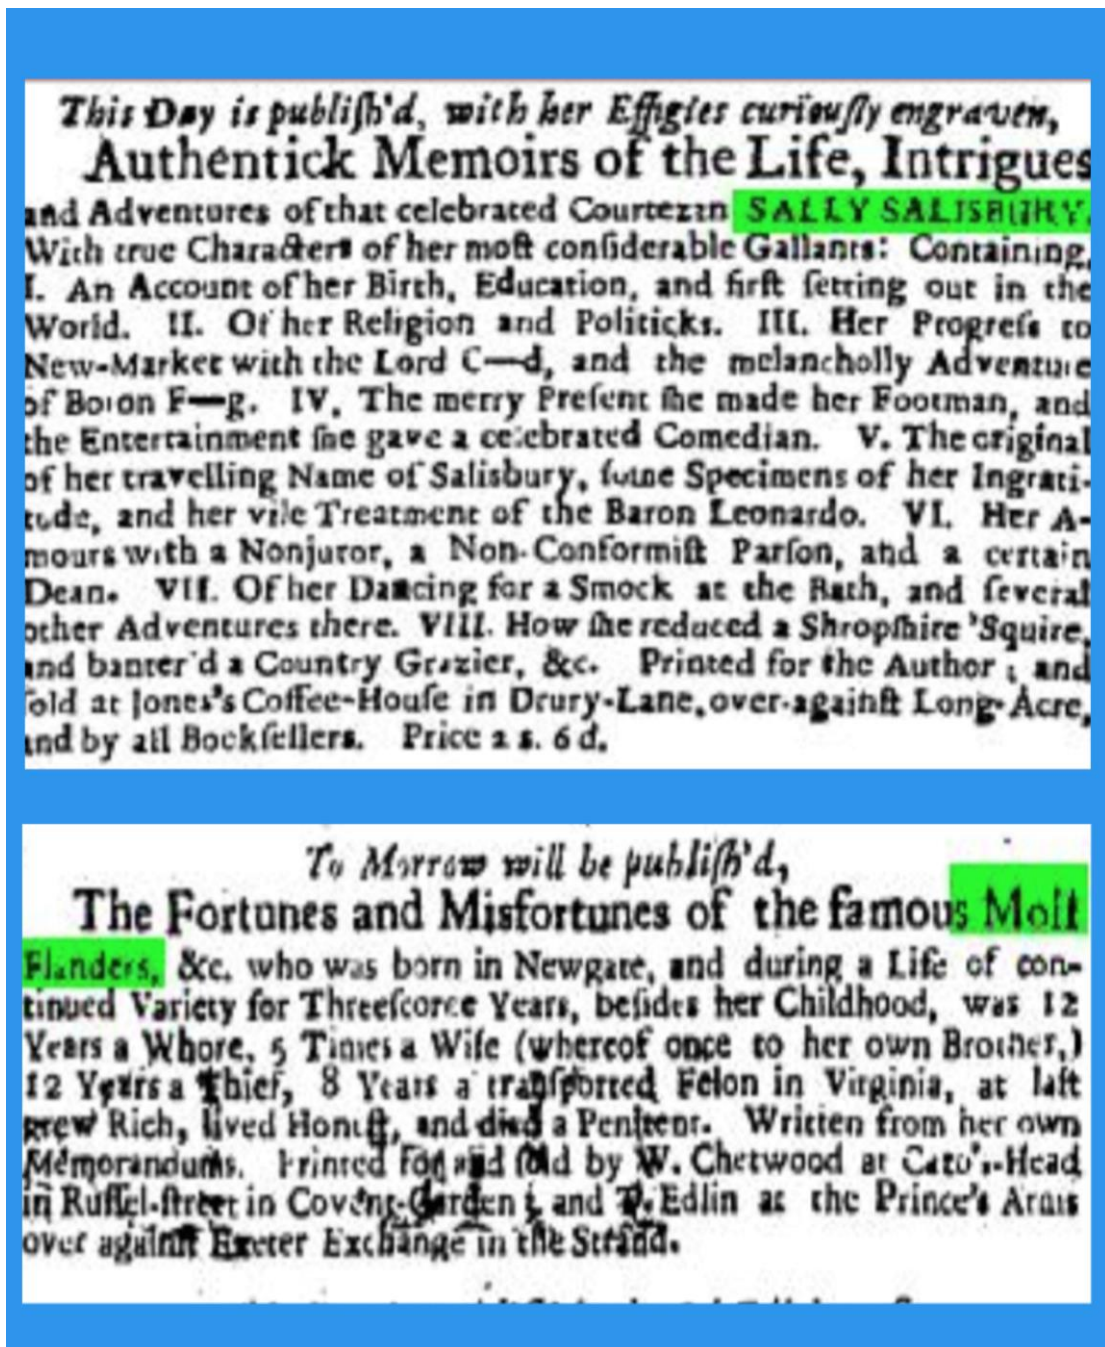 This Day is publiſh'd, with her Effigies curiouſly engraven,
Authentick Memoirs of the Life, Intrigues
and Adventures of that celebrated Courtezan SALLY SALISBURY.
With true Characters of her moſt conſiderable Gallants: Containing,
I. An Account of her Birth, Education, and firſt ſetting out in the
World. II. Of her Religion and Politicks. III. Her Progreſs to
New-Market with the Lord C—d, and the melancholly Adventure
of Boron F—g. IV. The merry Preſent ſhe made her Footman, and
the Entertainment ſhe gave a celebrated Comedian. V. The original
of her travelling Name of Salisbury, ſome Specimens of her Ingrati-
tude, and her vile Treatment of the Baron Leonardo. VI. Her A-
mours with a Nonjuror, a Non-Conformiſt Parſon, and a certain
Dean. VII. Of her Dancing for a Smock at the Bath, and ſeveral
other Adventures there. VIII. How ſhe reduced a Shropſhire 'Squire,
and banter'd a Country Grazier, &c. Printed for the Author; and
ſold at Jones's Coffee-Houſe in Drury-Lane, over-againſt Long-Acre,
and by all Bookſellers. Price 2 s. 6 d.
To Morrow will be publiſh'd,
The Fortunes and Misfortunes of the famous Moll
Flanders, &c. who was born in Newgate, and during a Life of con-
tinued Variety for Threeſcore Years, beſides her Childhood, was 12
Years a Whore, 5 Times a Wife (whereof once to her own Brother,)
12 Years a Thief, 8 Years a tranſported Felon in Virginia, at laſt
grew Rich, lived Honeſt, and died a Penitent. Written from her own
Memorandums. Printed for and ſold by W. Chetwood at Cato's-Head
in Ruſſel-ſtreet in Covent-Garden; and T. Edlin at the Prince's Arms
over againſt Exeter Exchange in the Strand.